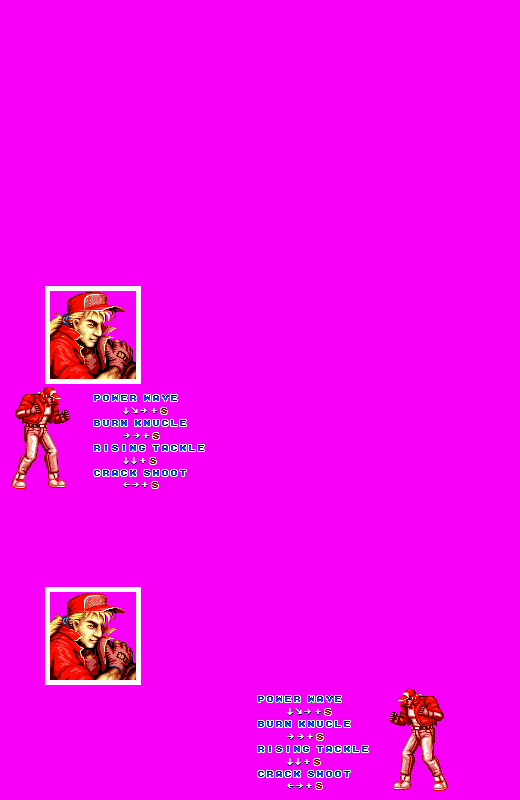 POWER WAVE
↓↘→+S
BURN KNUCLE
→→+S
RISING TACKLE
↓↓+S
CRACK SHOOT
←→+S
POWER WAVE
↓↘→+S
BURN KNUCLE
→→+S
RISING TACKLE
↓↓+S
CRACK SHOOT
←→+S